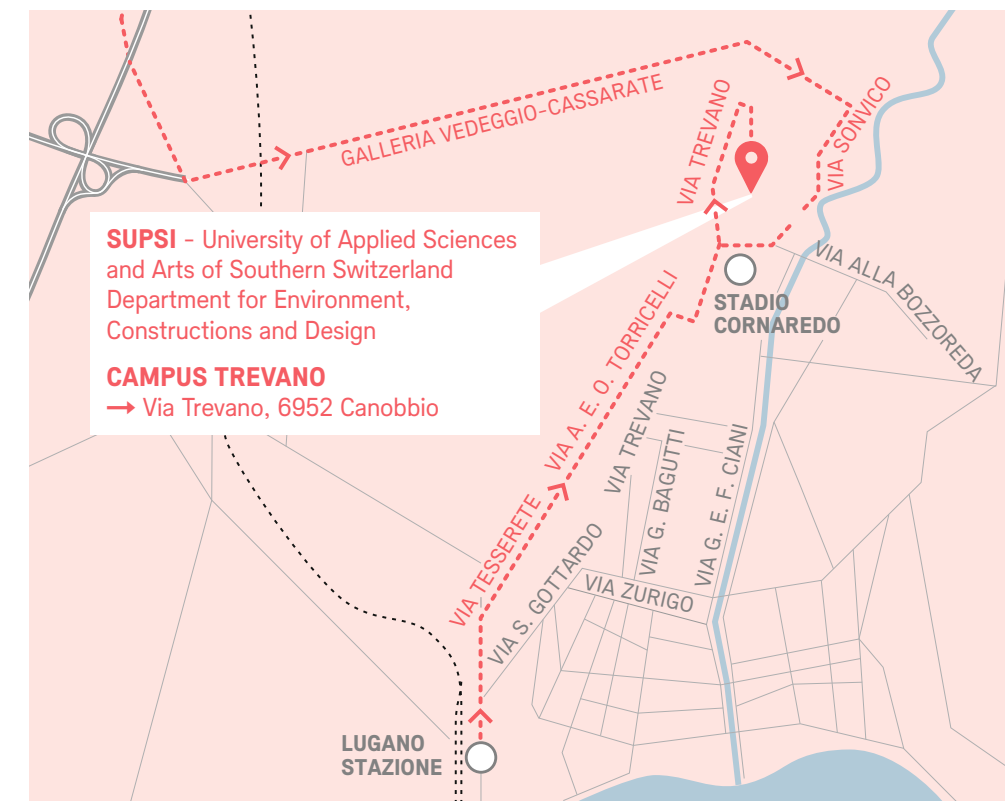 GALLERIA VEDEGGIO-CASSARATE
VIA TREVANO
VIA SONVICO
SUPSI - University of Applied Sciences
and Arts of Southern Switzerland
Department for Environment,
Constructions and Design
CAMPUS TREVANO
→ Via Trevano, 6952 Canobbio
VIA ALLA BOZZOREDA
STADIO
CORNAREDO
VIA A. E. O. TORRICELLI
VIA TREVANO
VIA G. BAGUTTI
VIA G. E. F. CIANI
VIA TESSERETE
VIA S. GOTTARDO
VIA ZURIGO
LUGANO
STAZIONE